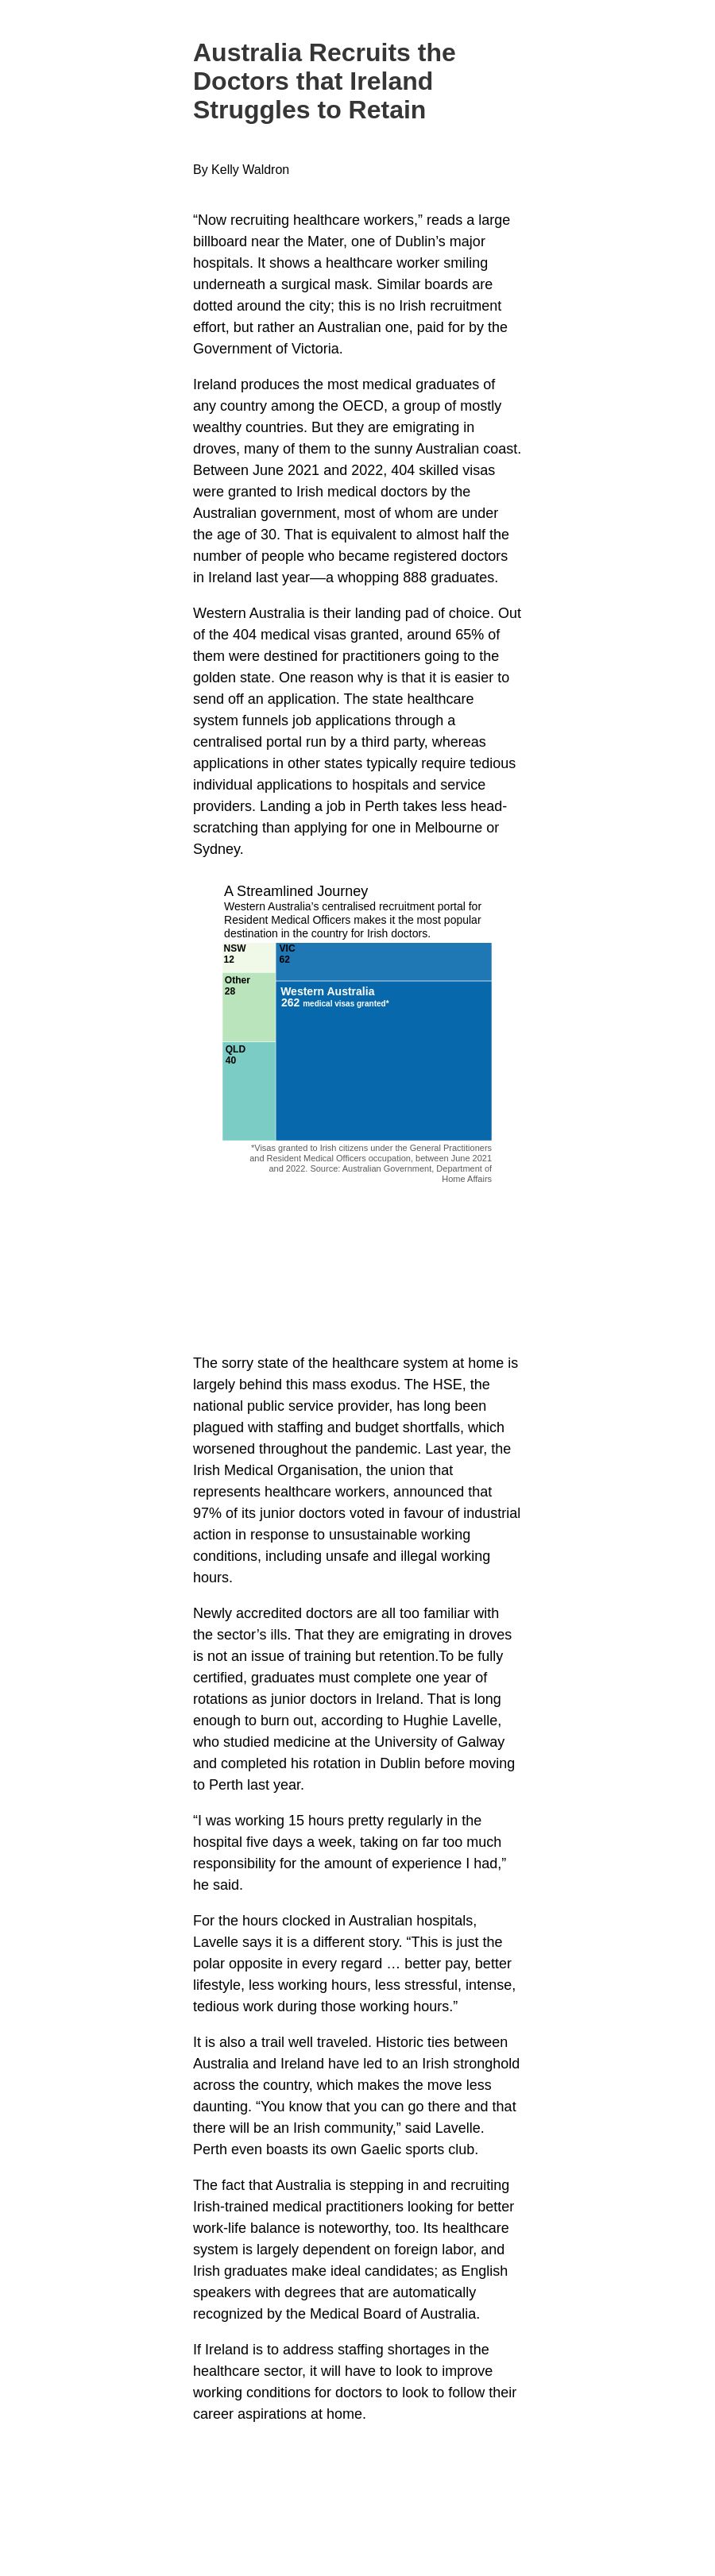 Australia Recruits the
Doctors that Ireland
Struggles to Retain
By Kelly Waldron
“Now recruiting healthcare workers,” reads a large
billboard near the Mater, one of Dublin’s major
hospitals. It shows a healthcare worker smiling
underneath a surgical mask. Similar boards are
dotted around the city; this is no Irish recruitment
effort, but rather an Australian one, paid for by the
Government of Victoria.
Ireland produces the most medical graduates of
any country among the OECD, a group of mostly
wealthy countries. But they are emigrating in
droves, many of them to the sunny Australian coast.
Between June 2021 and 2022, 404 skilled visas
were granted to Irish medical doctors by the
Australian government, most of whom are under
the age of 30. That is equivalent to almost half the
number of people who became registered doctors
in Ireland last year––a whopping 888 graduates.
Western Australia is their landing pad of choice. Out
of the 404 medical visas granted, around 65% of
them were destined for practitioners going to the
golden state. One reason why is that it is easier to
send off an application. The state healthcare
system funnels job applications through a
centralised portal run by a third party, whereas
applications in other states typically require tedious
individual applications to hospitals and service
providers. Landing a job in Perth takes less head-
scratching than applying for one in Melbourne or
Sydney.
A Streamlined Journey
Western Australia’s centralised recruitment portal for
Resident Medical Officers makes it the most popular
destination in the country for Irish doctors.
NSW
12
VIC
62
Other
28
Western Australia
262 medical visas granted*
QLD
40
*Visas granted to Irish citizens under the General Practitioners
and Resident Medical Officers occupation, between June 2021
and 2022. Source: Australian Government, Department of
Home Affairs
The sorry state of the healthcare system at home is
largely behind this mass exodus. The HSE, the
national public service provider, has long been
plagued with staffing and budget shortfalls, which
worsened throughout the pandemic. Last year, the
Irish Medical Organisation, the union that
represents healthcare workers, announced that
97% of its junior doctors voted in favour of industrial
action in response to unsustainable working
conditions, including unsafe and illegal working
hours.
Newly accredited doctors are all too familiar with
the sector’s ills. That they are emigrating in droves
is not an issue of training but retention.To be fully
certified, graduates must complete one year of
rotations as junior doctors in Ireland. That is long
enough to burn out, according to Hughie Lavelle,
who studied medicine at the University of Galway
and completed his rotation in Dublin before moving
to Perth last year.
“I was working 15 hours pretty regularly in the
hospital five days a week, taking on far too much
responsibility for the amount of experience I had,”
he said.
For the hours clocked in Australian hospitals,
Lavelle says it is a different story. “This is just the
polar opposite in every regard … better pay, better
lifestyle, less working hours, less stressful, intense,
tedious work during those working hours.”
It is also a trail well traveled. Historic ties between
Australia and Ireland have led to an Irish stronghold
across the country, which makes the move less
daunting. “You know that you can go there and that
there will be an Irish community,” said Lavelle.
Perth even boasts its own Gaelic sports club.
The fact that Australia is stepping in and recruiting
Irish-trained medical practitioners looking for better
work-life balance is noteworthy, too. Its healthcare
system is largely dependent on foreign labor, and
Irish graduates make ideal candidates; as English
speakers with degrees that are automatically
recognized by the Medical Board of Australia.
If Ireland is to address staffing shortages in the
healthcare sector, it will have to look to improve
working conditions for doctors to look to follow their
career aspirations at home.